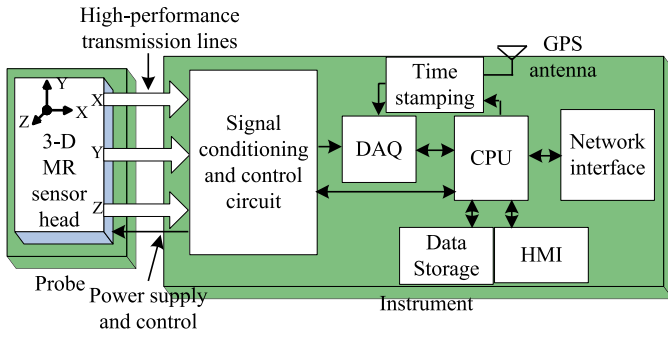 High-performance
transmission lines
GPS
antenna
Time
stamping
Y
X
Z
3-D
MR
sensor
head
X
Y
Z
Signal
conditioning
and control
circuit
DAQ
CPU
Network
interface
Data
Storage
HMI
Probe
Power supply
and control
Instrument